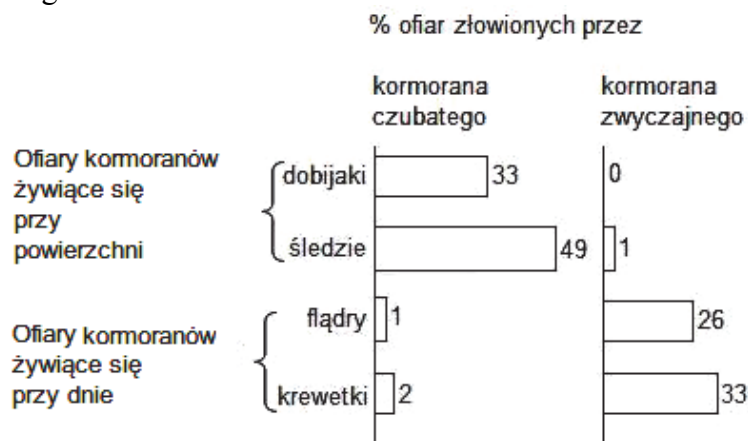 % ofiar złowionych przez
kormorana
czubatego
kormorana
zwyczajnego
Ofiary kormoranów
żywiące się
przy
powierzchni
dobijaki
33
0
śledzie
49
1
Ofiary kormoranów
żywiące się
przy dnie
flądry
1
26
krewetki
2
33